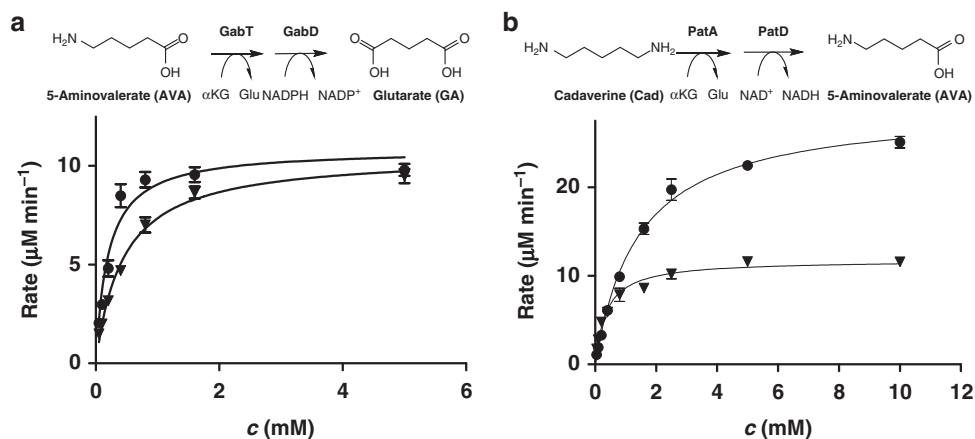 a
H₂N
O
OH
5-Aminovalerate (AVA)
GabT
GabD
αKG Glu NADPH NADP⁺
O O
OH OH
Glutarate (GA)
Rate (μM min⁻¹)
10
5
0
0 2 4 6
c (mM)
b
H₂N
NH₂
Cadaverine (Cad)
PatA
PatD
αKG Glu NAD⁺ NADH
H₂N
O
OH
5-Aminovalerate (AVA)
Rate (μM min⁻¹)
20
10
0
0 2 4 6 8 10 12
c (mM)